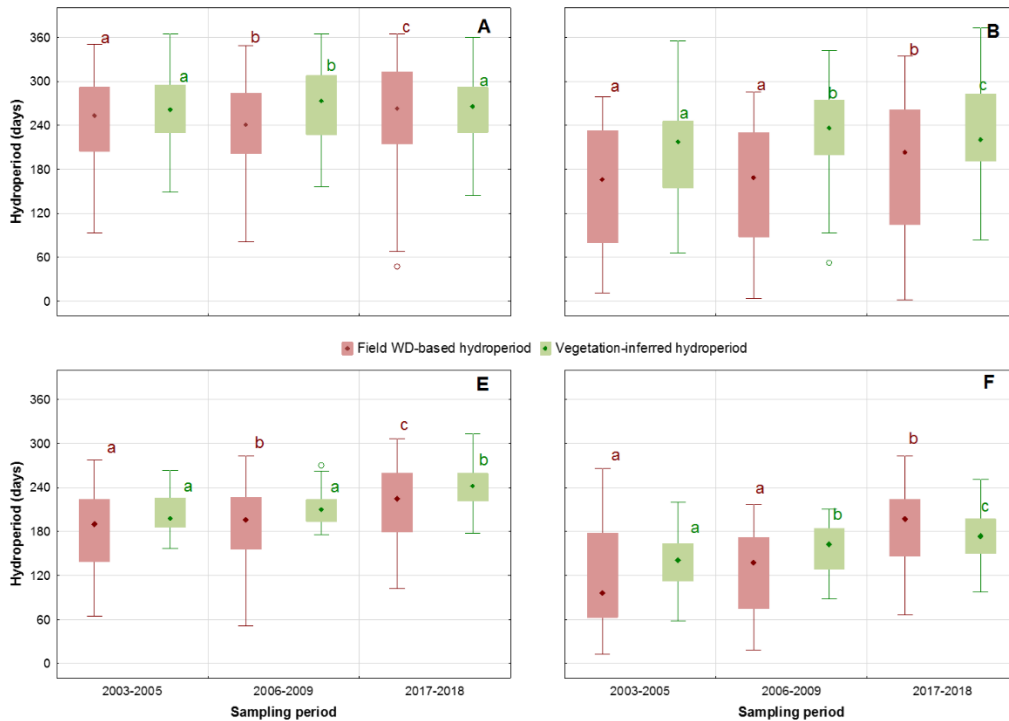 A
B
Hydroperiod (days)
360
300
240
180
120
60
0
a
a
b
b
c
a
a
a
a
b
b
c
Field WD-based hydroperiod
Vegetation-inferred hydroperiod
E
F
Hydroperiod (days)
360
300
240
180
120
60
0
a
a
b
a
c
b
a
a
a
b
b
c
2003-2005
2006-2009
2017-2018
2003-2005
2006-2009
2017-2018
Sampling period
Sampling period